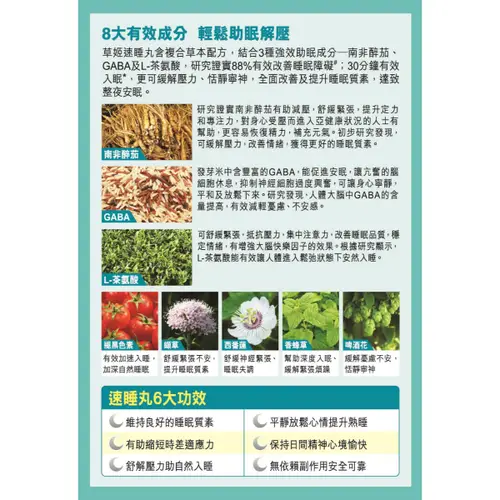 8大有效成分 輕鬆助眠解壓
草姬速睡丸含複合草本配方，結合3種強效助眠成分—南非醉茄、
GABA及L-茶氨酸，研究證實88%有效改善睡眠障礙#；30分鐘有效
入眠*，更可緩解壓力、恬靜寧神，全面改善及提升睡眠質素，達致
整夜安眠。
研究證實南非醉茄有助減壓，舒緩緊張，提升定力
和專注力，對身心受壓而進入亞健康狀況的人士有
幫助，更容易恢復精力，補充元氣。初步研究發現，
可緩解壓力，改善情緒，獲得更好的睡眠質素。
南非醉茄
發芽米中含豐富的GABA，能促進安眠，讓亢奮的腦
細胞休息，抑制神經細胞過度興奮，可讓身心寧靜，
平和及放鬆下來。研究發現，人體大腦中GABA的含
量提高，有效減輕憂慮、不安感。
GABA
可舒緩緊張，抵抗壓力，集中注意力，改善睡眠品質，穩
定情緒，有增強大腦快樂因子的效果。根據研究顯示，
L-茶氨酸能有效讓人體進入鬆弛狀態下安然入睡。
L-茶氨酸
緹黑色素
有效加速入睡，
加深自然睡眠
纈草
舒緩緊張不安，
提升睡眠質素
西番蓮
舒緩神經緊張、
睡眠失調
香蜂草
幫助深度入眠、
緩解緊張煩躁
啤酒花
緩解憂慮不安，
恬靜寧神
速睡丸6大功效
維持良好的睡眠質素
平靜放鬆心情提升熟睡
有助縮短時差適應力
保持日間精神心境愉快
舒解壓力助自然入睡
無依賴副作用安全可靠